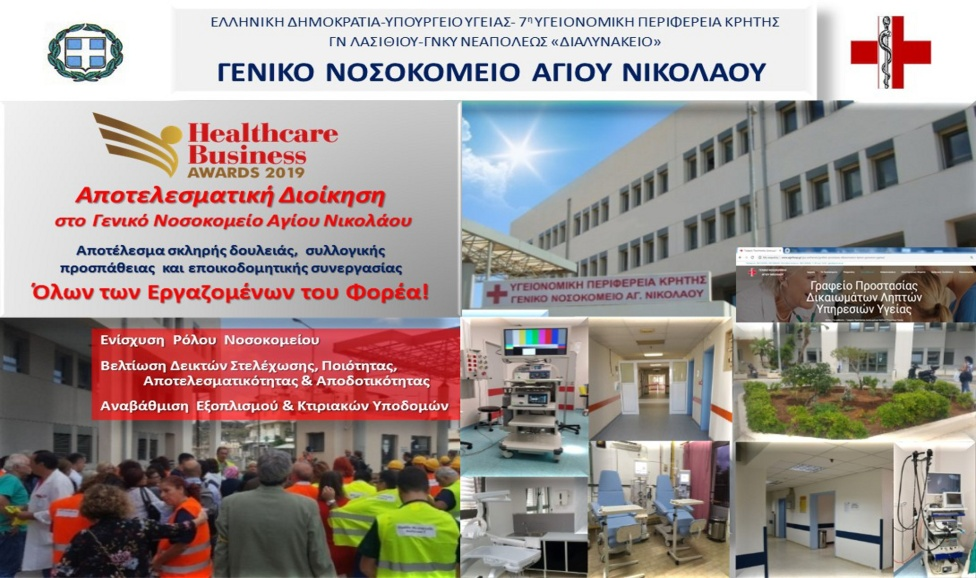 ΕΛΛΗΝΙΚΗ ΔΗΜΟΚΡΑΤΙΑ-ΥΠΟΥΡΓΕΙΟ ΥΓΕΙΑΣ- 7η ΥΓΕΙΟΝΟΜΙΚΗ ΠΕΡΙΦΕΡΕΙΑ ΚΡΗΤΗΣ
ΓΝ ΛΑΣΙΘΙΟΥ-ΓΝΚΥ ΝΕΑΠΟΛΕΩΣ «ΔΙΑΛΥΝΑΚΕΙΟ»
ΓΕΝΙΚΟ ΝΟΣΟΚΟΜΕΙΟ ΑΓΙΟΥ ΝΙΚΟΛΑΟΥ
Healthcare
Business
AWARDS 2019
Αποτελεσματική Διοίκηση
στο Γενικό Νοσοκομείο Αγίου Νικολάου
Αποτέλεσμα σκληρής δουλειάς, συλλογικής
προσπάθειας και εποικοδομητικής συνεργασίας
Όλων των Εργαζομένων του Φορέα!
ΥΓΕΙΟΝΟΜΙΚΗ ΠΕΡΙΦΕΡΕΙΑ ΚΡΗΤΗΣ
ΓΕΝΙΚΟ ΝΟΣΟΚΟΜΕΙΟ ΑΓ. ΝΙΚΟΛΑΟΥ
Γραφείο Προστασίας
Δικαιωμάτων Ληπτών
Υπηρεσιών Υγείας
Ενίσχυση Ρόλου Νοσοκομείου
Βελτίωση Δεικτών Στελέχωσης, Ποιότητας,
Αποτελεσματικότητας & Αποδοτικότητας
Αναβάθμιση Εξοπλισμού & Κτιριακών Υποδομών